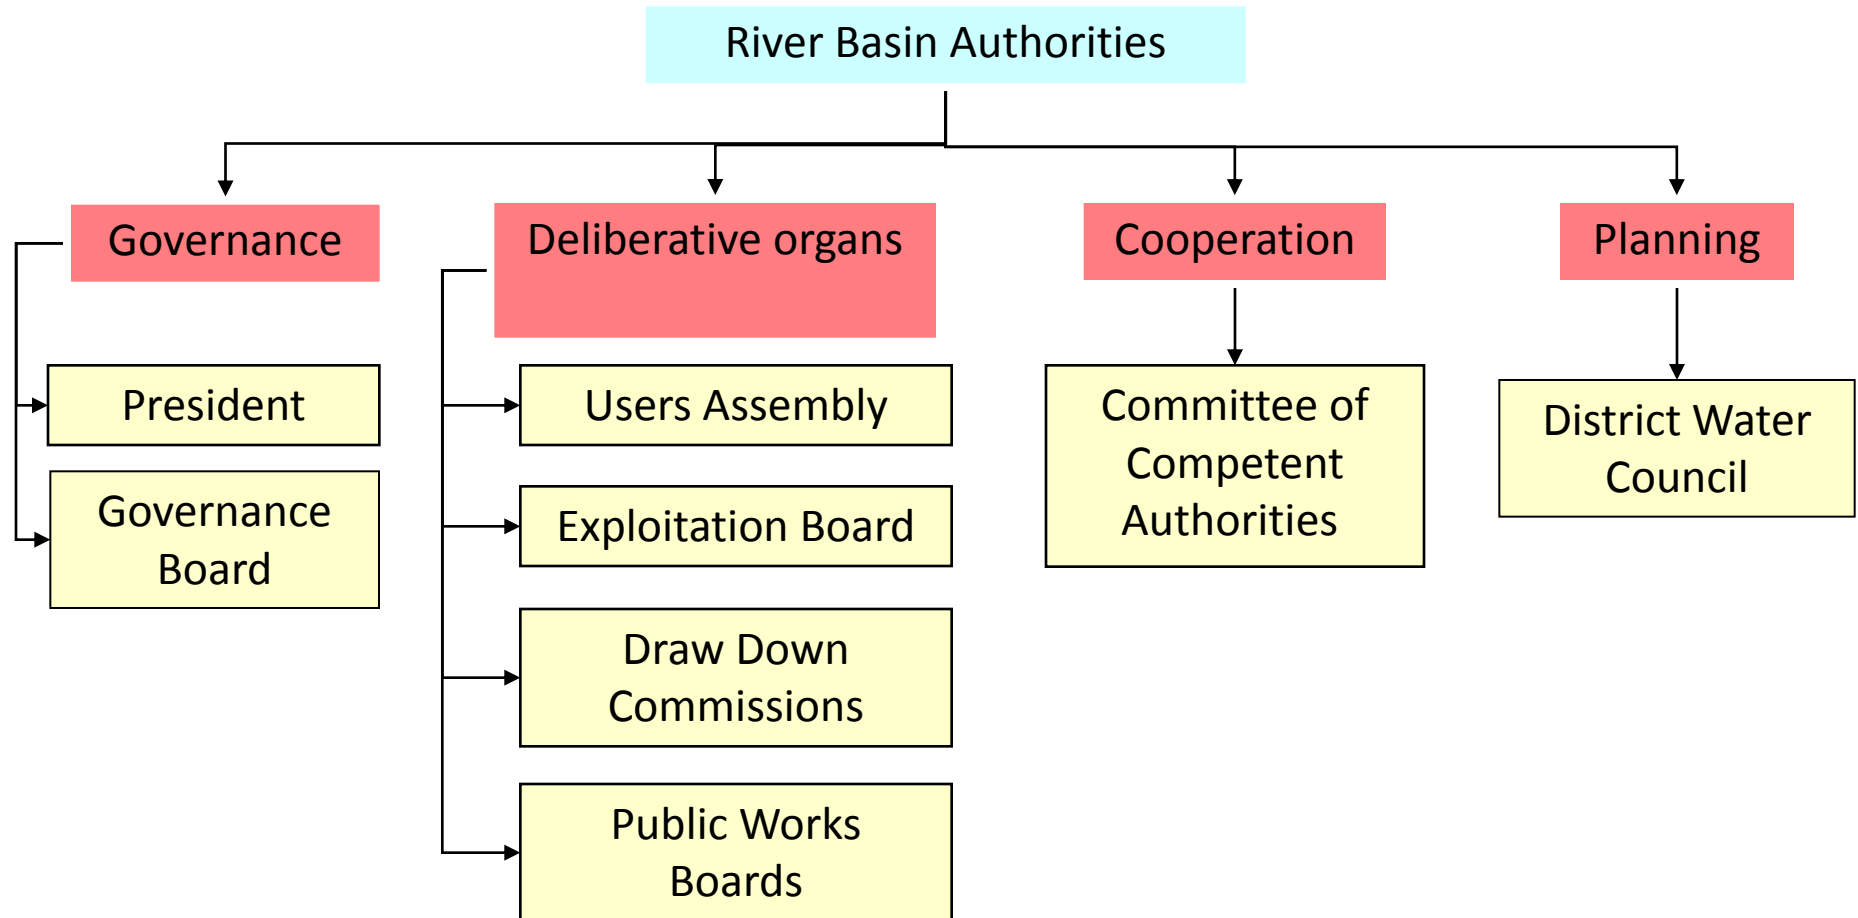 River Basin Authorities
Governance
Deliberative organs
Cooperation
Planning
President
Governance
Board
Users Assembly
Exploitation Board
Draw Down
Commissions
Public Works
Boards
Committee of
Competent
Authorities
District Water
Council